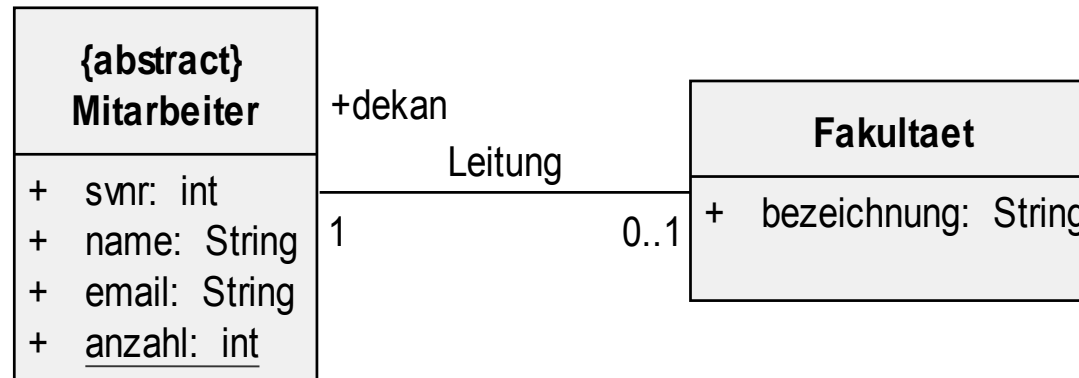 {abstract}
Mitarbeiter
+ svnr: int
+ name: String
+ email: String
+ anzahl: int
+dekan
Leitung
1
0..1
Fakultaet
+ bezeichnung: String